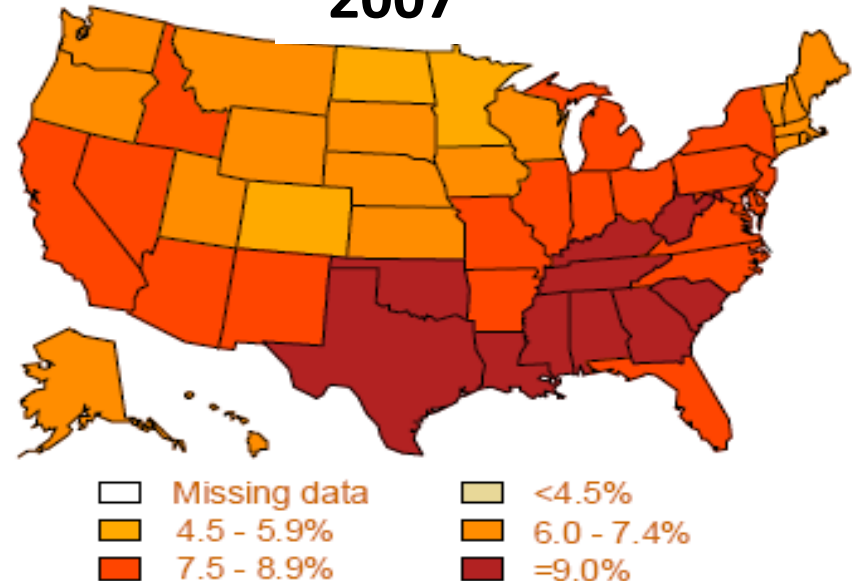 2007
Missing data
<4.5%
4.5 - 5.9%
6.0 - 7.4%
7.5 - 8.9%
=9.0%